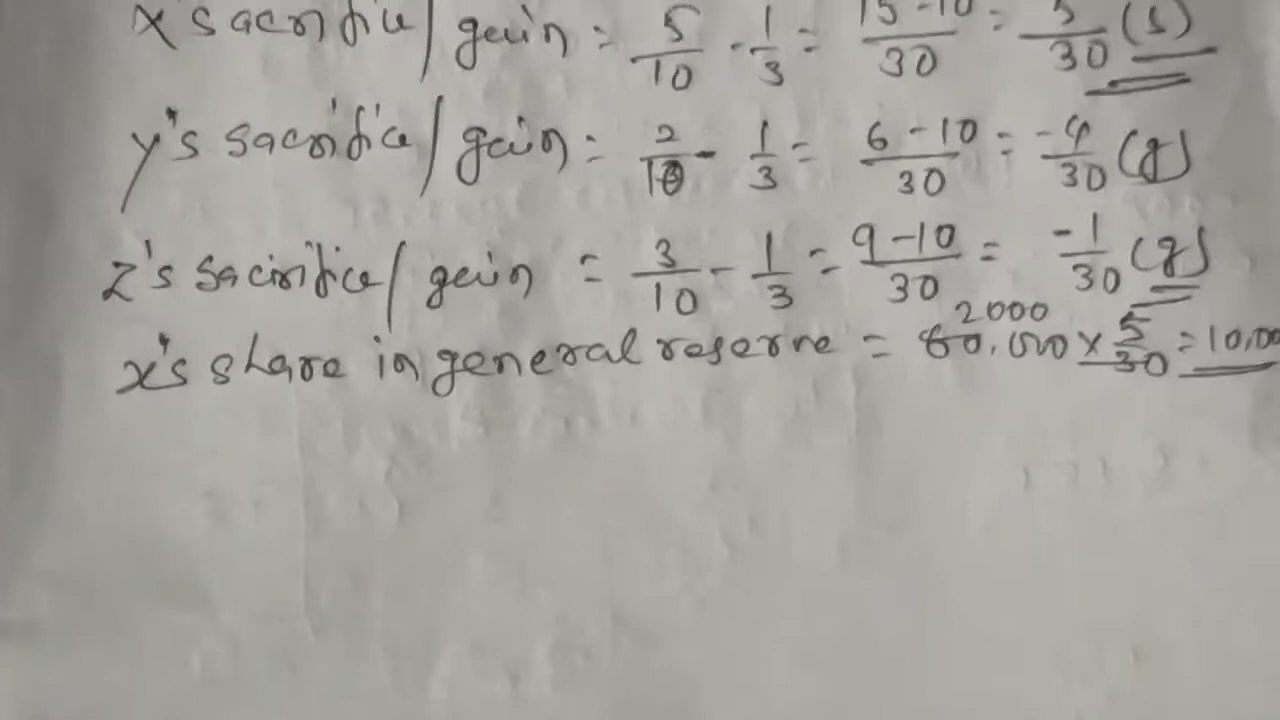 x's sacrifice/gain = 5/10 - 1/3 = 15-10/30 = 5/30 (s)
y's sacrifice/gain = 2/10 - 1/3 = 6-10/30 = -4/30 (g)
z's sacrifice/gain = 3/10 - 1/3 = 9-10/30 = -1/30 (g)
2000
x's share in general reserve = 60,000 x 5/30 = 10,00